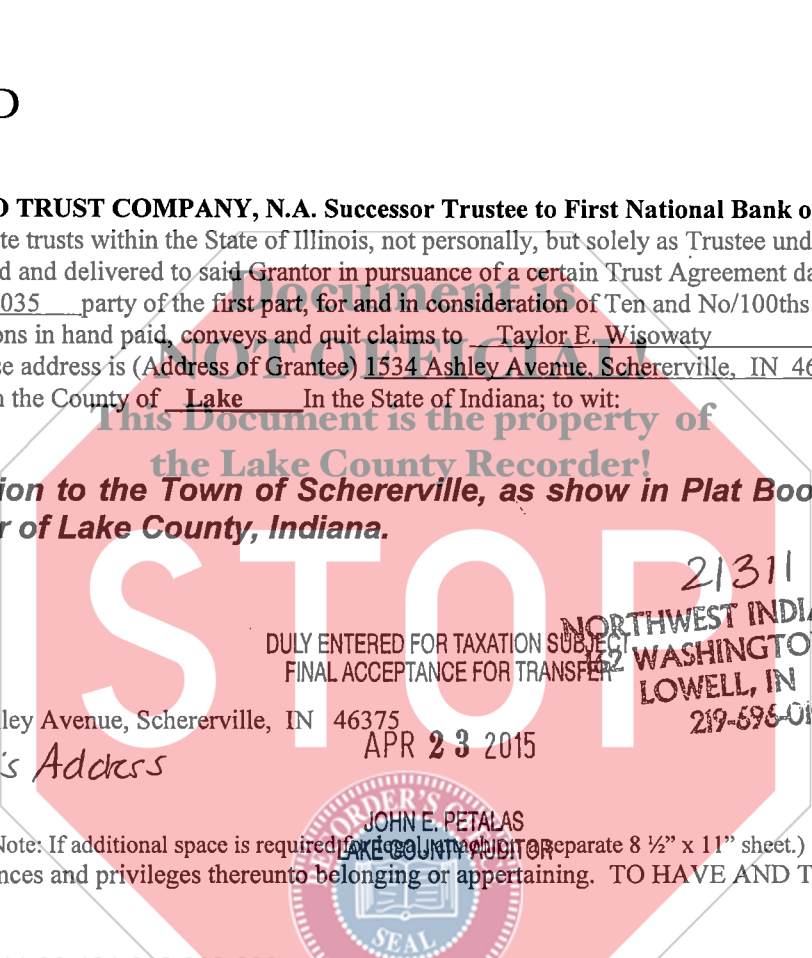 D
D TRUST COMPANY, N.A. Successor Trustee to First National Bank o
te trusts within the State of Illinois, not personally, but solely as Trustee und
d and delivered to said Grantor in pursuance of a certain Trust Agreement da
Document is
035 party of the first part, for and in consideration of Ten and No/100ths
ons in hand paid, conveys and quit claims to Taylor E. Wisowaty
NOT OFFICIAL!
se address is (Address of Grantee) 1534 Ashley Avenue, Schererville, IN 46
n the County of Lake In the State of Indiana; to wit:
This Document is the property of
the Lake County Recorder!
ion to the Town of Schererville, as show in Plat Boo
r of Lake County, Indiana.
STOP
21311
NORTHWEST INDIA
162 WASHINGTO
LOWELL, IN
219-696-01
DULY ENTERED FOR TAXATION SUBJECT
FINAL ACCEPTANCE FOR TRANSFER
ley Avenue, Schererville, IN 46375
APR 23 2015
's Address
JOHN E. PETALAS
LAKE COUNTY AUDITOR
Note: If additional space is required for legal, attach on a separate 8 ½” x 11” sheet.)
nces and privileges thereunto belonging or appertaining. TO HAVE AND T
SEAL